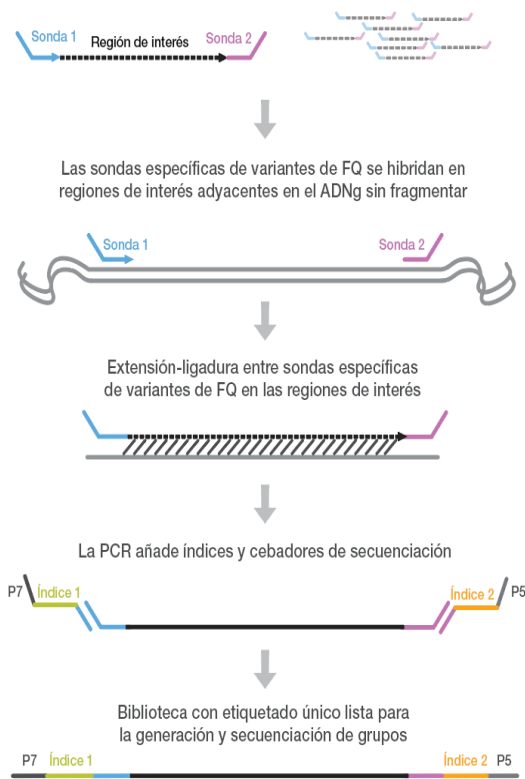 Sonda 1
Región de interés
Sonda 2
Las sondas específicas de variantes de FQ se hibridan en
regiones de interés adyacentes en el ADNg sin fragmentar
Sonda 1
Sonda 2
Extensión-ligadura entre sondas específicas
de variantes de FQ en las regiones de interés
La PCR añade índices y cebadores de secuenciación
P7
Índice 1
Índice 2
P5
Biblioteca con etiquetado único lista para
la generación y secuenciación de grupos
P7
Índice 1
Índice 2
P5